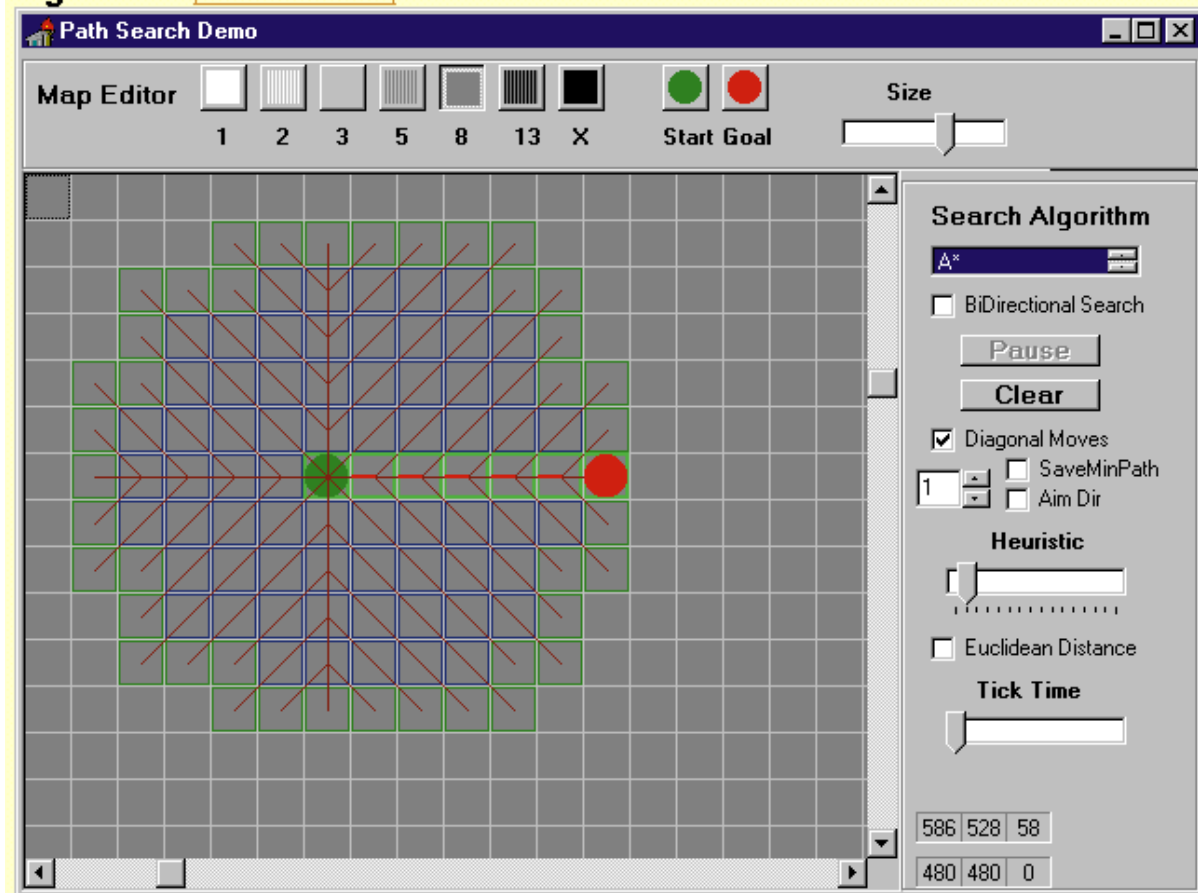 Path Search Demo
Map Editor
Size
1 2 3 5 8 13 X
Start Goal
Search Algorithm
A*
BiDirectional Search
Pause
Clear
Diagonal Moves
SaveMinPath
1
Aim Dir
Heuristic
Euclidean Distance
Tick Time
586 528 58
480 480 0